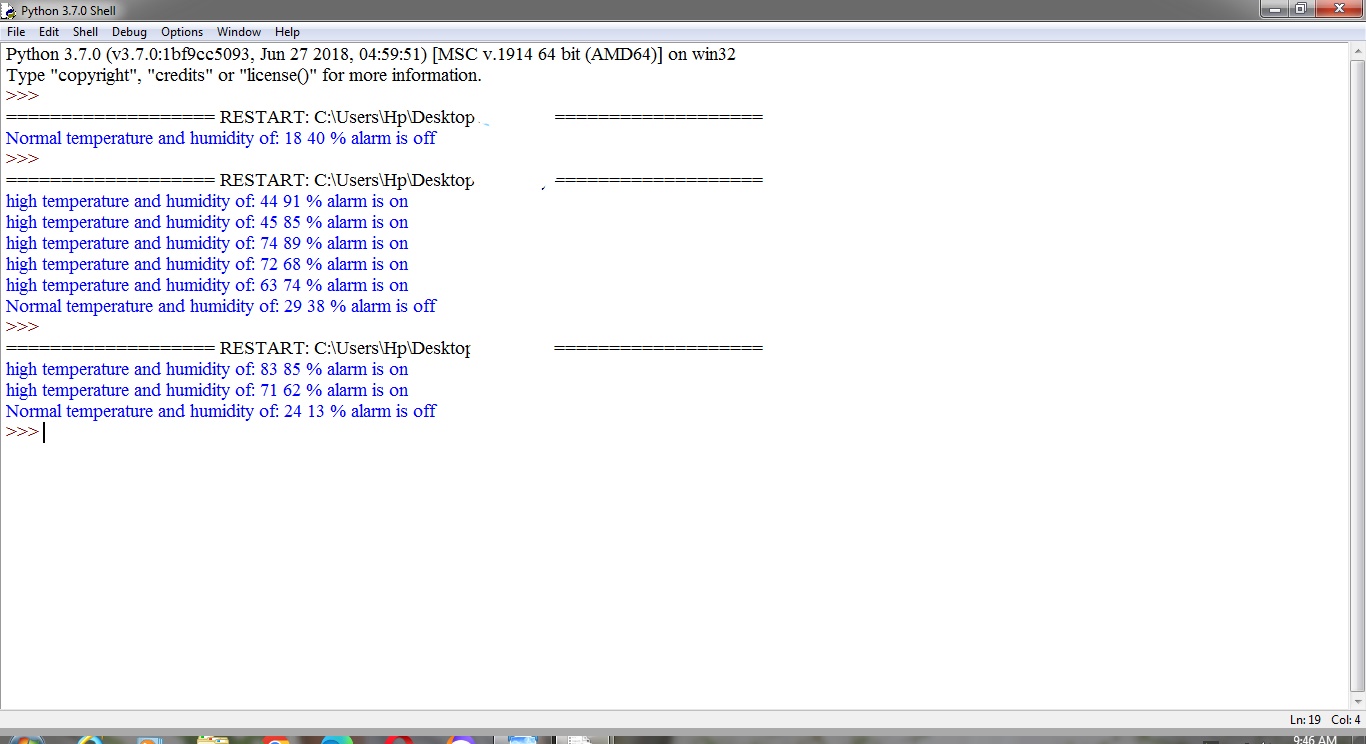 Python 3.7.0 Shell
File Edit Shell Debug Options Window Help
Python 3.7.0 (v3.7.0:1bf9cc5093, Jun 27 2018, 04:59:51) [MSC v.1914 64 bit (AMD64)] on win32
Type "copyright", "credits" or "license()" for more information.
>>>
=================== RESTART: C:\Users\Hp\Desktop ===================
Normal temperature and humidity of: 18 40 % alarm is off
>>>
=================== RESTART: C:\Users\Hp\Desktop ===================
high temperature and humidity of: 44 91 % alarm is on
high temperature and humidity of: 45 85 % alarm is on
high temperature and humidity of: 74 89 % alarm is on
high temperature and humidity of: 72 68 % alarm is on
high temperature and humidity of: 63 74 % alarm is on
Normal temperature and humidity of: 29 38 % alarm is off
>>>
=================== RESTART: C:\Users\Hp\Desktop ===================
high temperature and humidity of: 83 85 % alarm is on
high temperature and humidity of: 71 62 % alarm is on
Normal temperature and humidity of: 24 13 % alarm is off
>>>
Ln: 19 Col: 4
9:46 AM